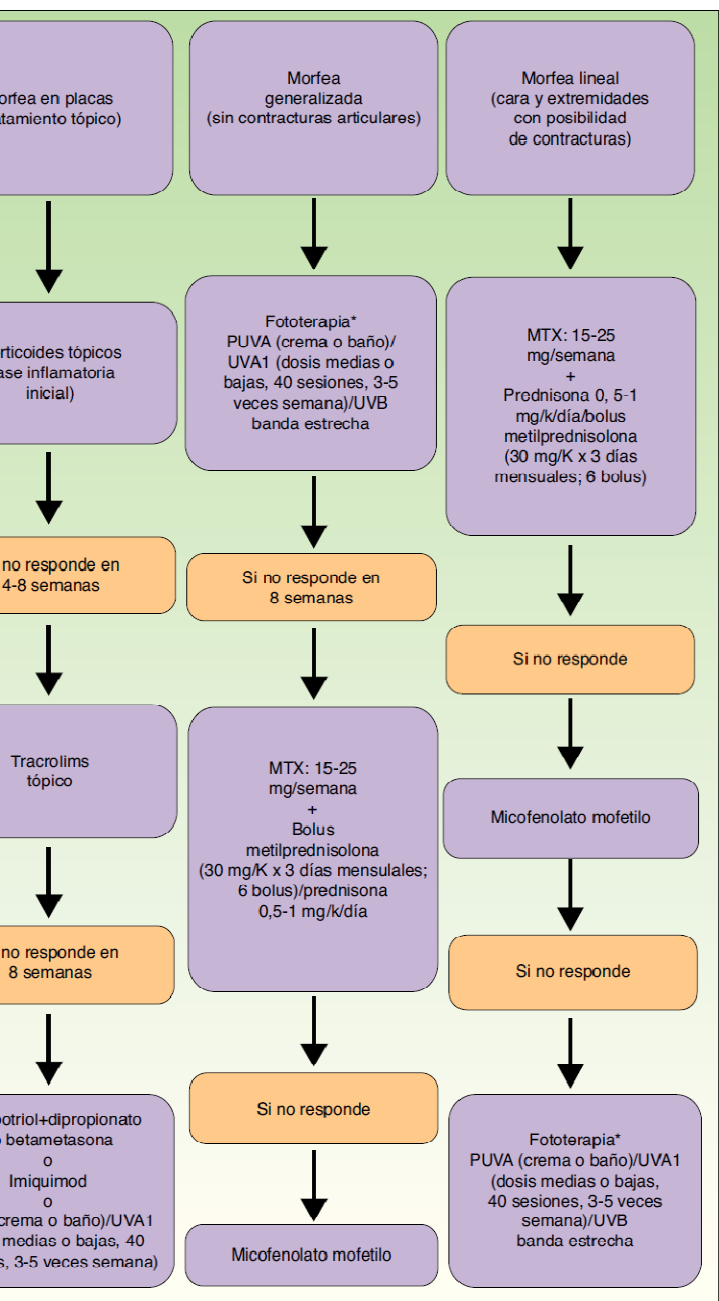 orfea en placas
atamiento tópico)
rticoides tópicos
ase inflamatoria
inicial)
no responde en
4-8 semanas
Tracrolims
tópico
no responde en
8 semanas
potriol+dipropionato
betametasona
o
Imiquimod
o
crema o baño)/UVA1
medias o bajas, 40
s, 3-5 veces semana)
Morfea
generalizada
(sin contracturas articulares)
Fototerapia*
PUVA (crema o baño)/
UVA1 (dosis medias o
bajas, 40 sesiones, 3-5
veces semana)/UVB
banda estrecha
Si no responde en
8 semanas
MTX: 15-25
mg/semana
+
Bolus
metilprednisolona
(30 mg/K x 3 días mensulales;
6 bolus)/prednisona
0,5-1 mg/k/día
Si no responde
Micofenolato mofetilo
Morfea lineal
(cara y extremidades
con posibilidad
de contracturas)
MTX: 15-25
mg/semana
+
Prednisona 0, 5-1
mg/k/día/bolus
metilprednisolona
(30 mg/K x 3 días
mensuales; 6 bolus)
Si no responde
Micofenolato mofetilo
Si no responde
Fototerapia*
PUVA (crema o baño)/UVA1
(dosis medias o bajas,
40 sesiones, 3-5 veces
semana)/UVB
banda estrecha